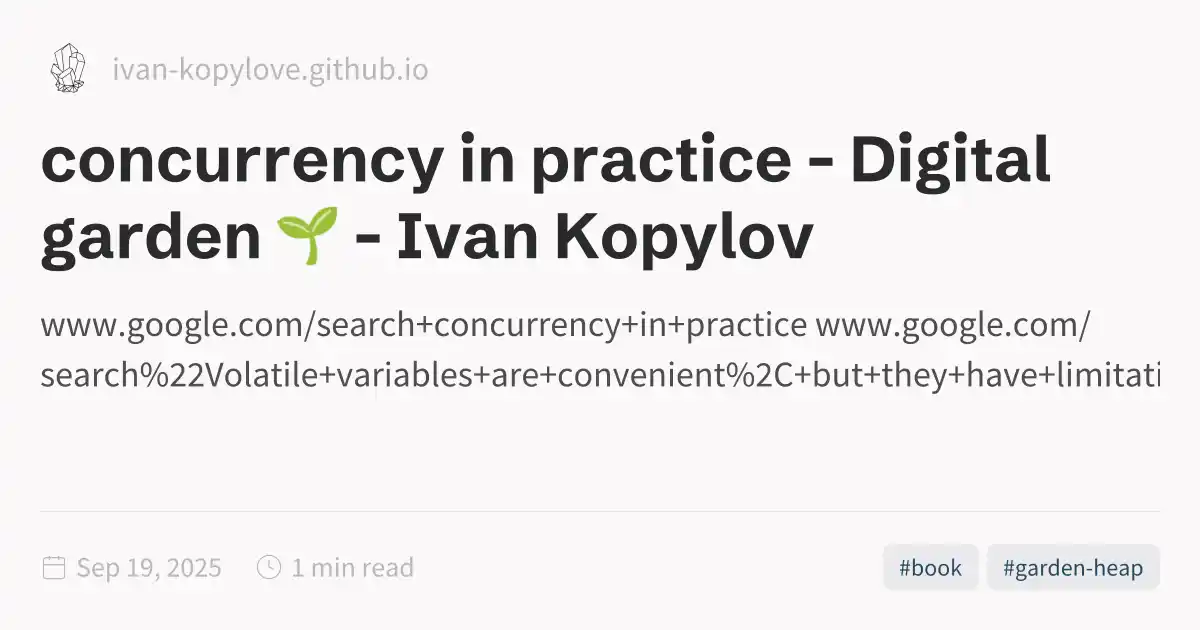 ivan-kopylove.github.io
concurrency in practice - Digital
garden 🌱 - Ivan Kopylov
www.google.com/search+concurrency+in+practice www.google.com/
search%22Volatile+variables+are+convenient%2C+but+they+have+limitati
Sep 19, 2025 1 min read #book #garden-heap